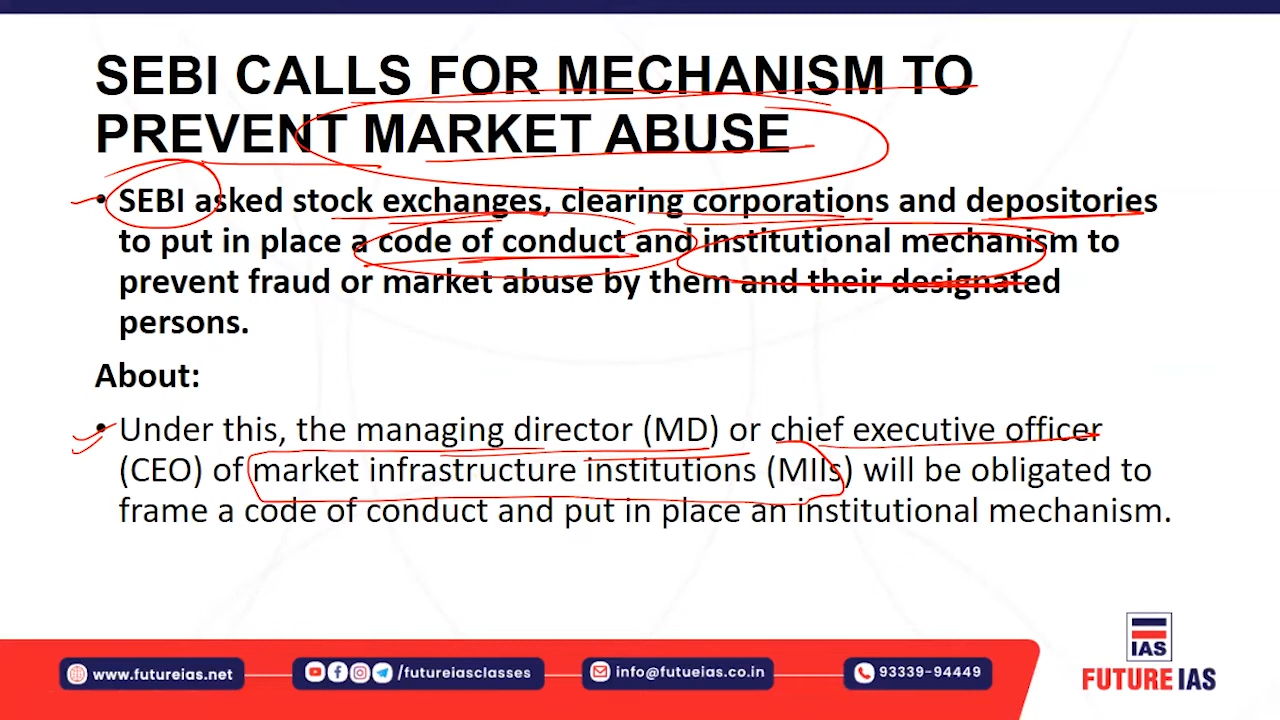 SEBI CALLS FOR MECHANISM TO
PREVENT MARKET ABUSE
• SEBI asked stock exchanges, clearing corporations and depositories
to put in place a code of conduct and institutional mechanism to
prevent fraud or market abuse by them and their designated
persons.
About:
• Under this, the managing director (MD) or chief executive officer
(CEO) of market infrastructure institutions (MIIs) will be obligated to
frame a code of conduct and put in place an institutional mechanism.
IAS
FUTURE IAS
www.futureias.net
/futureiasclasses
info@futueias.co.in
93339-94449